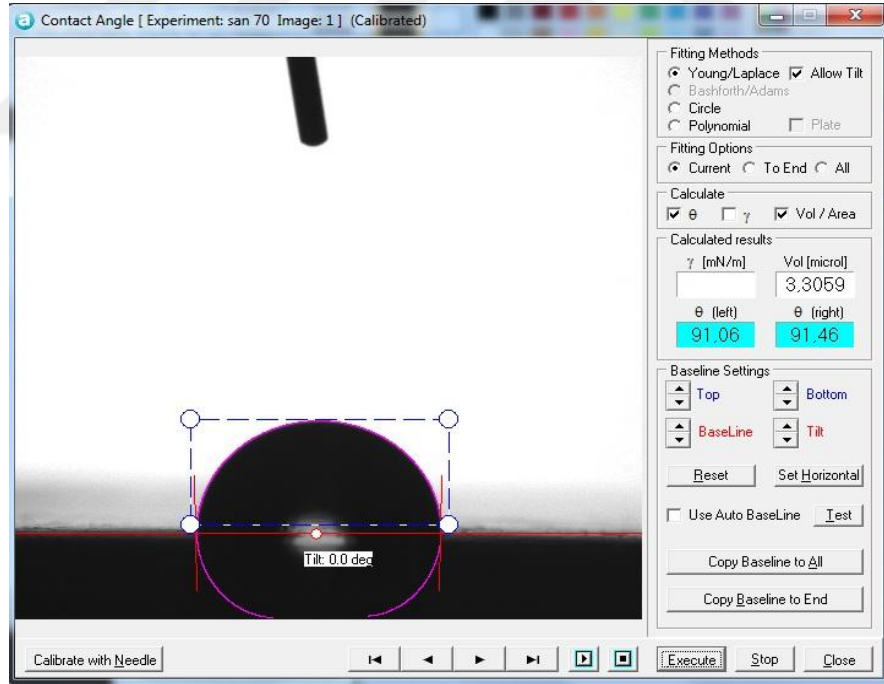 Contact Angle [ Experiment: san 70 Image: 1 ] (Calibrated)
Fitting Methods
Young/Laplace Allow Tilt
Bashforth/Adams
Circle
Polynomial Plate
Fitting Options
Current To End All
Calculate
θ γ Vol / Area
Calculated results
γ [mN/m] Vol [microl]
3,3059
θ (left) θ (right)
91,06 91,46
Baseline Settings
Top Bottom
BaseLine Tilt
Reset Set Horizontal
Use Auto BaseLine Test
Tilt: 0.0 deg
Copy Baseline to All
Copy Baseline to End
Calibrate with Needle Execute Stop Close